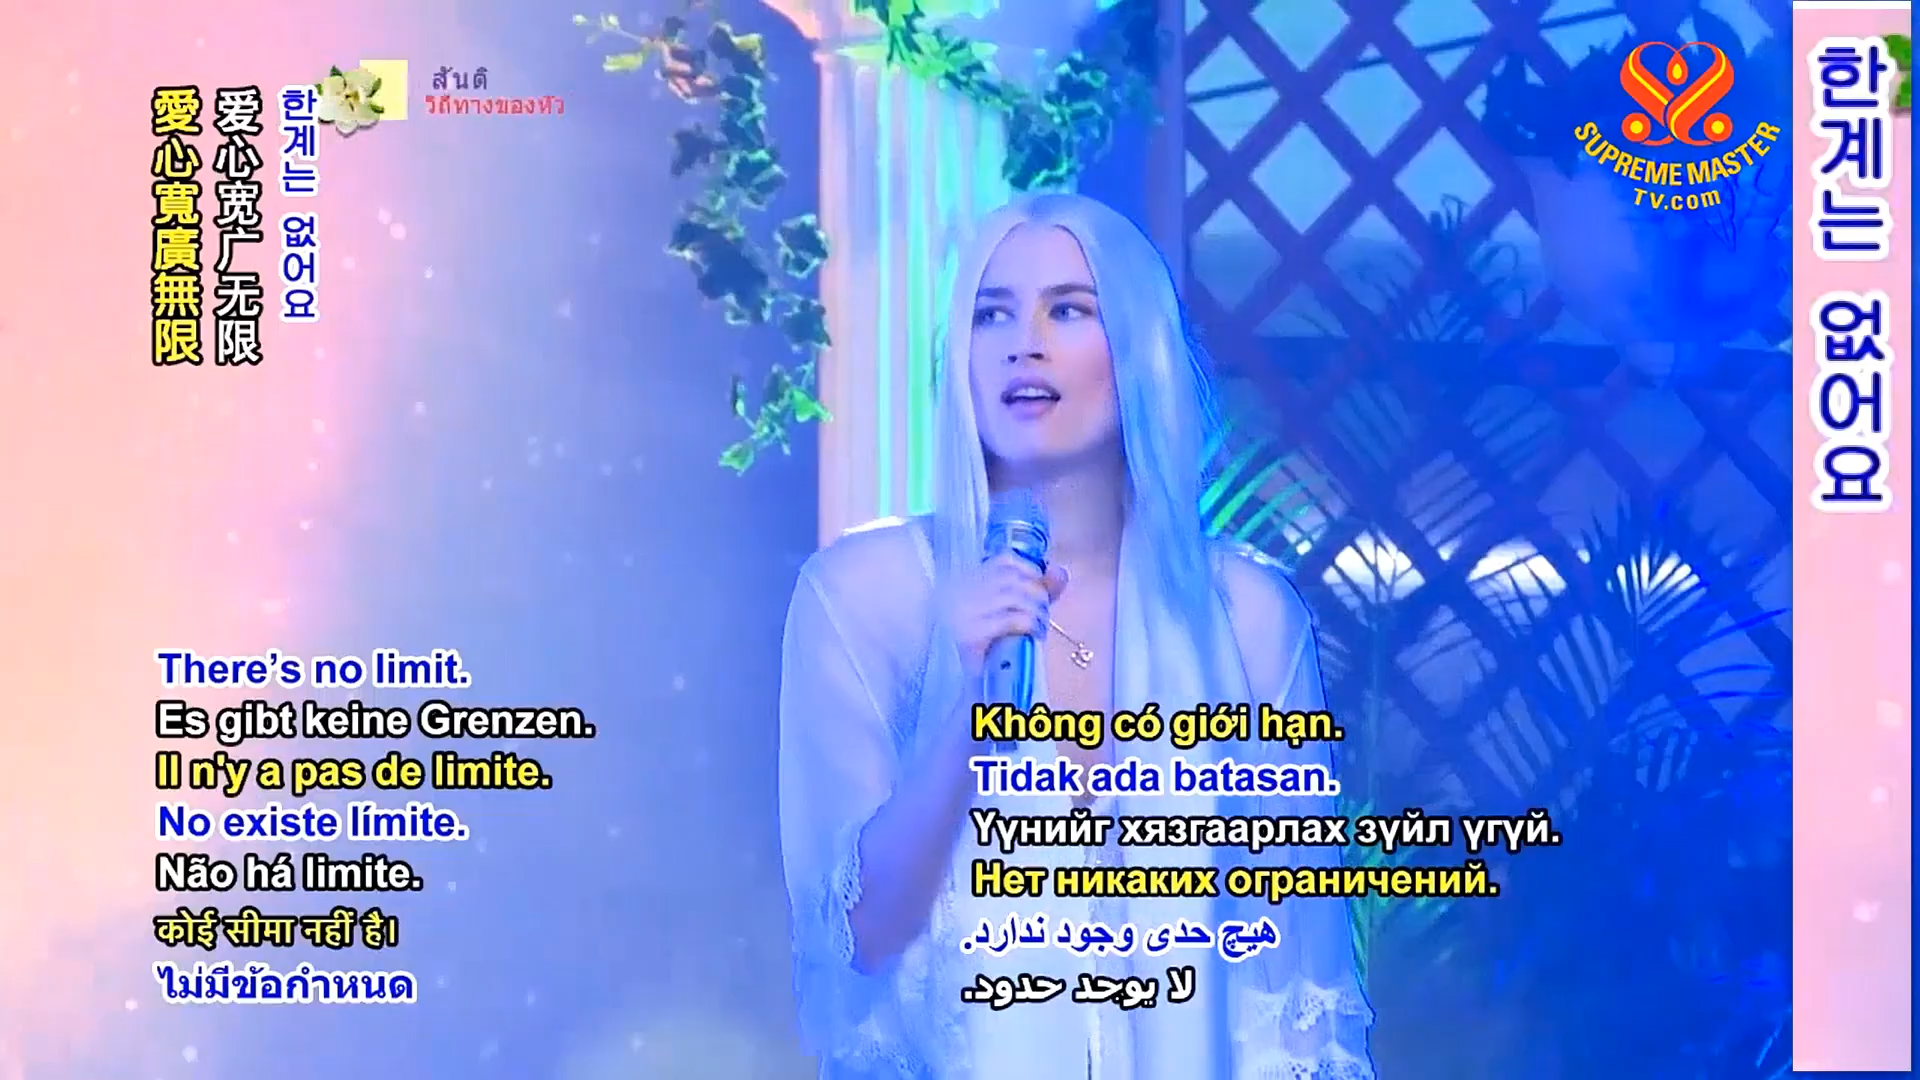 愛心寬廣無限
爱心宽广无限
한계는 없어요
สันติ
วิถีทางของหัว
SUPREME MASTER
TV.com
한계는 없어요
There’s no limit.
Es gibt keine Grenzen.
Il n'y a pas de limite.
No existe límite.
Não há limite.
कोई सीमा नहीं है।
ไม่มีข้อกำหนด
Không có giới hạn.
Tidak ada batasan.
Үүнийг хязгаарлах зүйл үгүй.
Нет никаких ограничений.
هیچ حدی وجود ندارد.
لا يوجد حدود.